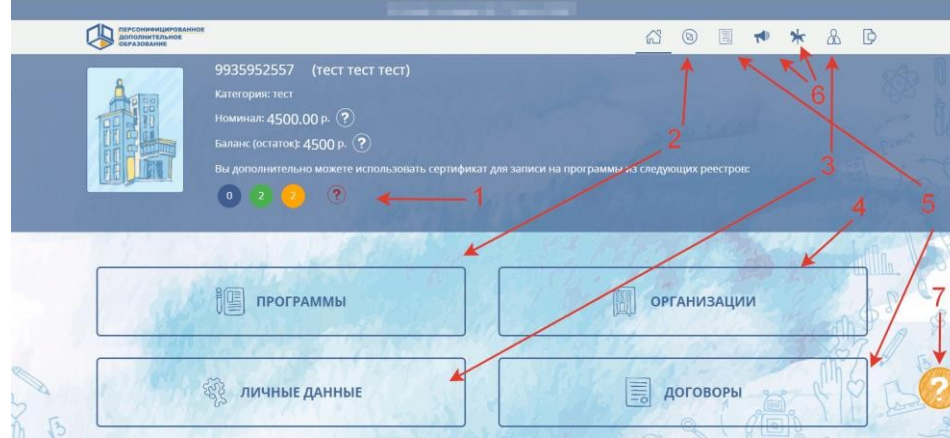 ПЕРСОНИФИЦИРОВАННОЕ
ДОПОЛНИТЕЛЬНОЕ
ОБРАЗОВАНИЕ
9935952557 (тест тест тест)
Категория: тест
Номинал: 4500.00 р. ?
Баланс (остаток): 4500 р. ?
Вы дополнительно можете использовать сертификат для записи на программы из следующих реестров:
0 2 2 ? 1
2
3
4
5
6
7
ПРОГРАММЫ
ОРГАНИЗАЦИИ
ЛИЧНЫЕ ДАННЫЕ
ДОГОВОРЫ
?